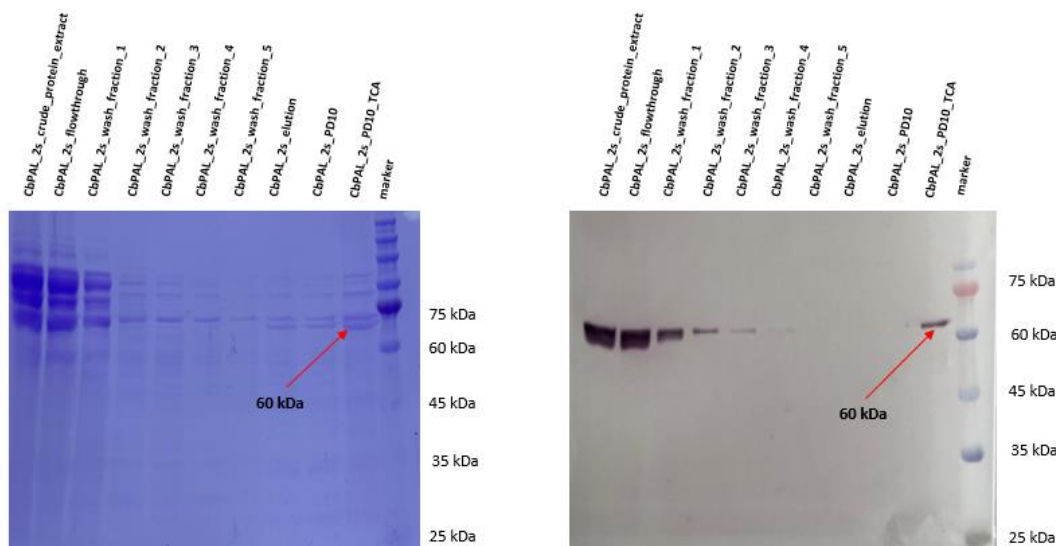 CbPAL_2s_crude_protein_extract
CbPAL_2s_flowthrough
CbPAL_2s_wash_fraction_1
CbPAL_2s_wash_fraction_2
CbPAL_2s_wash_fraction_3
CbPAL_2s_wash_fraction_4
CbPAL_2s_wash_fraction_5
CbPAL_2s_elution
CbPAL_2s_PD10
CbPAL_2s_PD10_TCA
marker
75 kDa
60 kDa
45 kDa
35 kDa
25 kDa
60 kDa
CbPAL_2s_crude_protein_extract
CbPAL_2s_flowthrough
CbPAL_2s_wash_fraction_1
CbPAL_2s_wash_fraction_2
CbPAL_2s_wash_fraction_3
CbPAL_2s_wash_fraction_4
CbPAL_2s_wash_fraction_5
CbPAL_2s_elution
CbPAL_2s_PD10
CbPAL_2s_PD10_TCA
marker
75 kDa
60 kDa
45 kDa
35 kDa
25 kDa
60 kDa